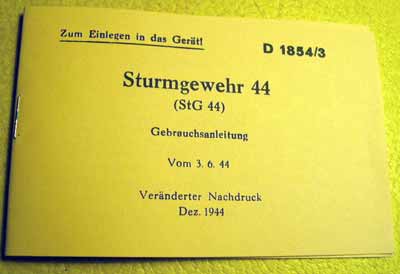 Zum Einlegen in das Gerät!
D 1854/3
Sturmgewehr 44
(StG 44)
Gebrauchsanleitung
Vom 3. 6. 44
Veränderter Nachdruck
Dez. 1944